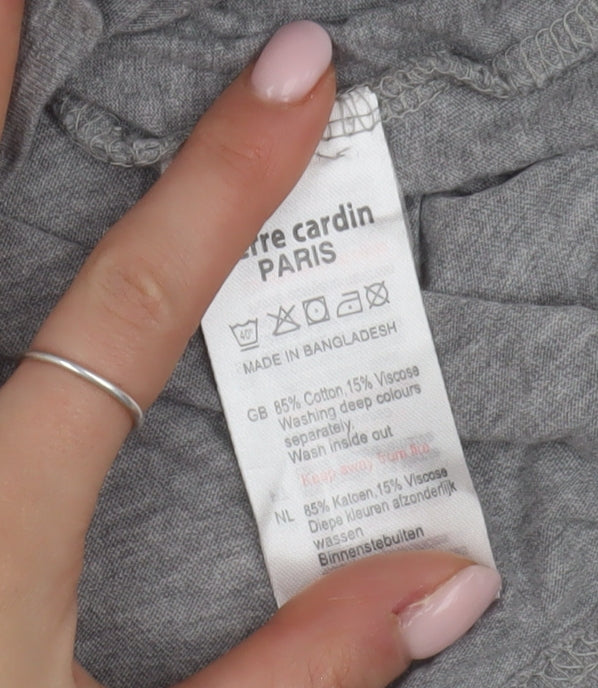 rre cardin
PARIS
40°
MADE IN BANGLADESH
GB 85% Cotton,15% Viscose
Washing deep colours
separately,
Wash inside out
Keep away from fire
NL 85% Katoen,15% Viscose
Diepe kleuren afzonderlijk
wassen
Binnenstebuiten